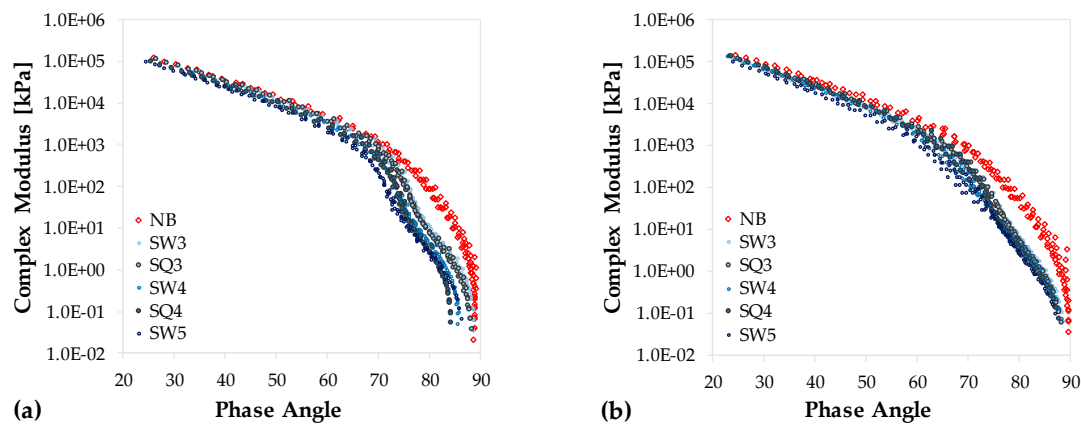 1.0E+06
1.0E+05
1.0E+04
1.0E+03
1.0E+02
1.0E+01
1.0E+00
1.0E-01
1.0E-02
Complex Modulus [kPa]
NB
SW3
SQ3
SW4
SQ4
SW5
20 30 40 50 60 70 80 90
Phase Angle
(a)
1.0E+06
1.0E+05
1.0E+04
1.0E+03
1.0E+02
1.0E+01
1.0E+00
1.0E-01
1.0E-02
Complex Modulus [kPa]
NB
SW3
SQ3
SW4
SQ4
SW5
20 30 40 50 60 70 80 90
Phase Angle
(b)